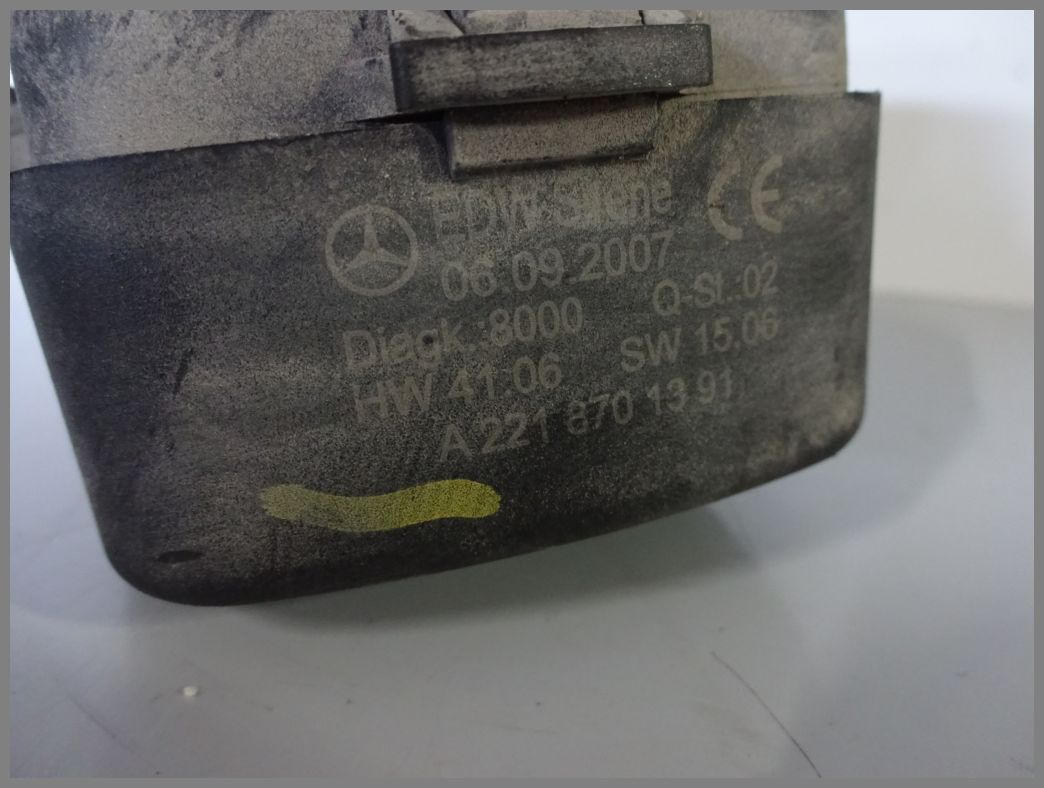 EDW-Sirene CE
06.09.2007
Diagk.:8000 Q-St.:02
HW 41.06 SW 15.06
A 221 870 13 91